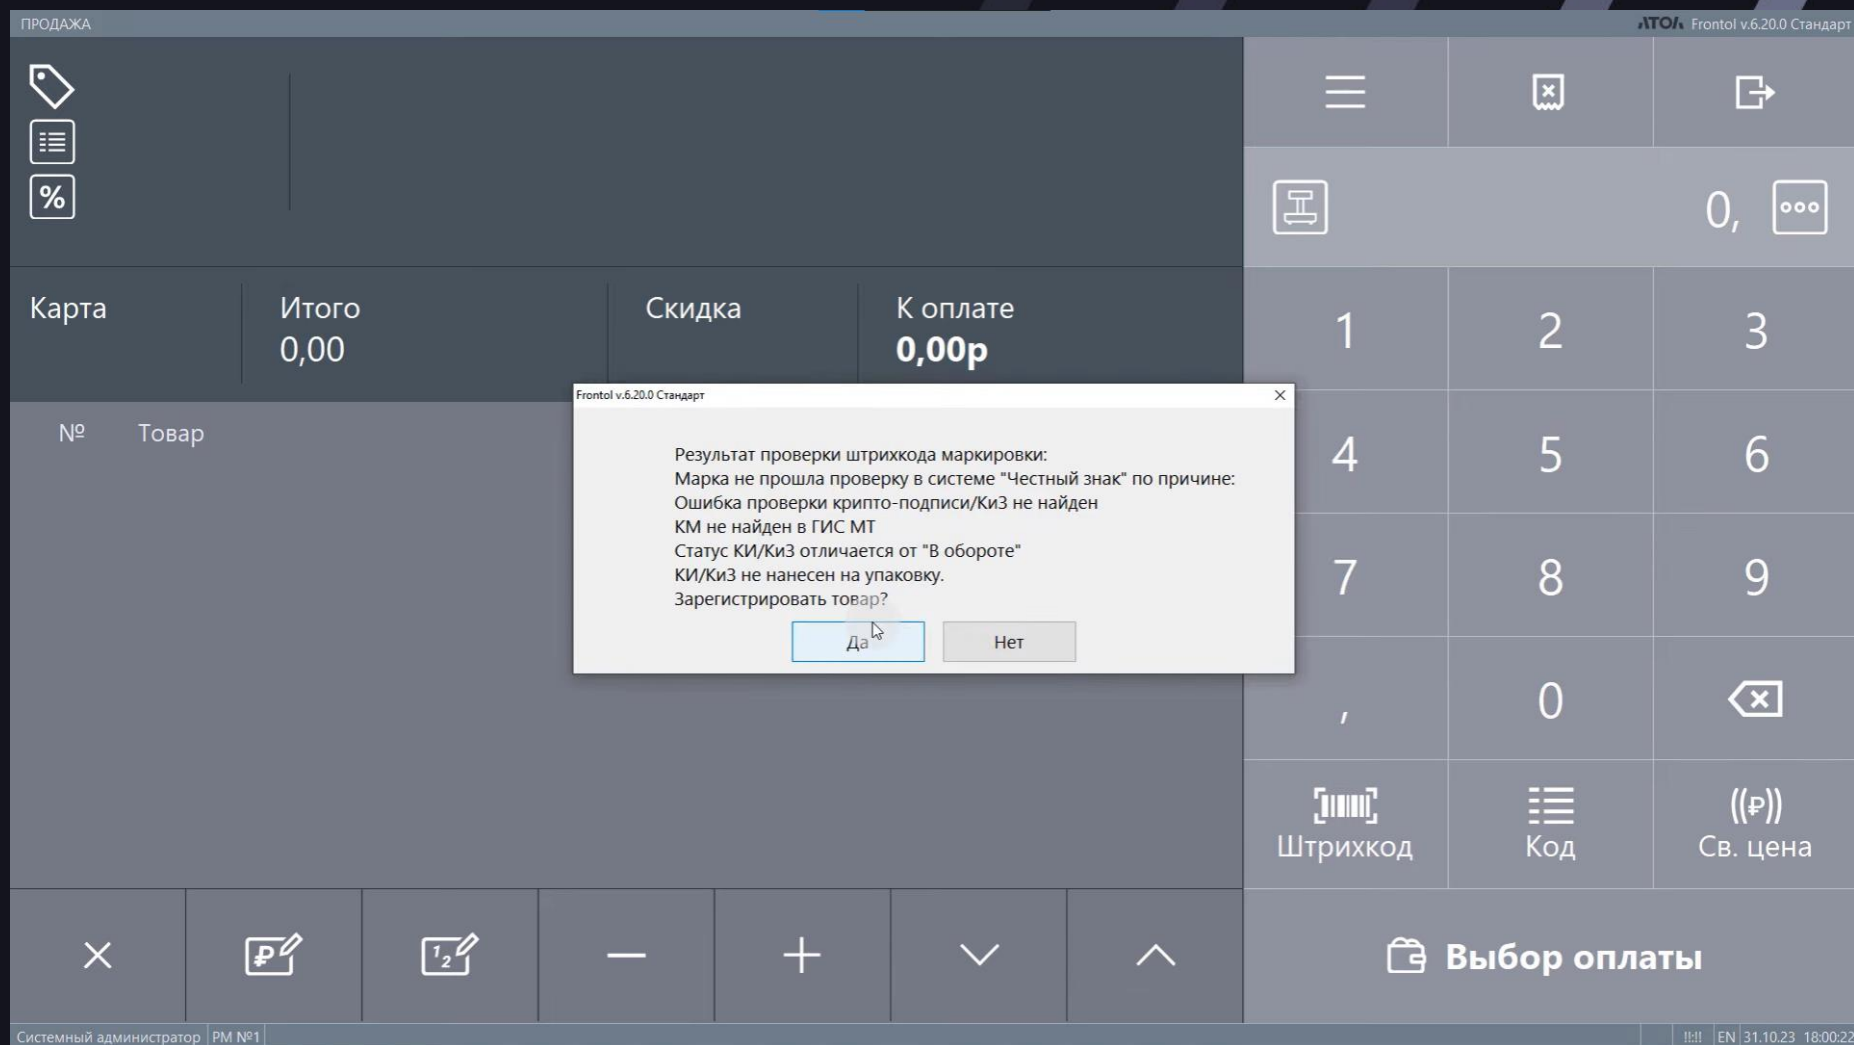 ПРОДАЖА
АТОЛ Frontol v.6.20.0 Стандарт
%
0,
Карта
Итого
Скидка
К оплате
0,00
0,00р
1
2
3
Frontol v.6.20.0 Стандарт
№
Товар
Результат проверки штрихкода маркировки:
Марка не прошла проверку в системе "Честный знак" по причине:
Ошибка проверки крипто-подписи/КиЗ не найден
КМ не найден в ГИС МТ
Статус КИ/КиЗ отличается от "В обороте"
КИ/КиЗ не нанесен на упаковку.
Зарегистрировать товар?
Да
Нет
4
5
6
7
8
9
,
0
Штрихкод
Код
Св. цена
Выбор оплаты
Системный администратор
РМ №1
EN
31.10.23 18:00:22